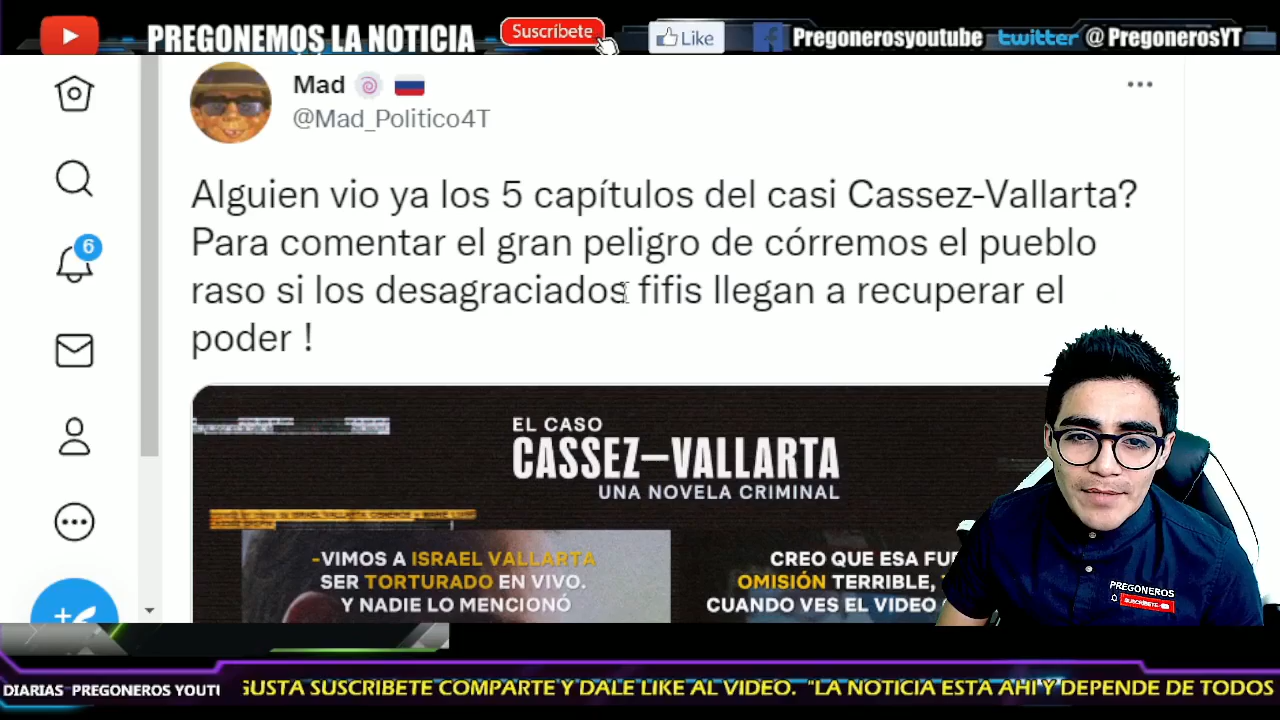 PREGONEMOS LA NOTICIA Suscríbete Like Pregonerosyoutube twitter @PregonerosYT
Mad
@Mad_Politico4T
6
Alguien vio ya los 5 capítulos del casi Cassez-Vallarta?
Para comentar el gran peligro de córremos el pueblo
raso si los desagraciados fifis llegan a recuperar el
poder !
EL CASO
CASSEZ–VALLARTA
UNA NOVELA CRIMINAL
-VIMOS A ISRAEL VALLARTA
SER TORTURADO EN VIVO.
Y NADIE LO MENCIONÓ
CREO QUE ESA FUE
OMISIÓN TERRIBLE,
CUANDO VES EL VIDEO
PREGONEROS
SUSCRIBETE
DIARIAS PREGONEROS YOUTU
GUSTA SUSCRIBETE COMPARTE Y DALE LIKE AL VIDEO. "LA NOTICIA ESTA AHI Y DEPENDE DE TODOS